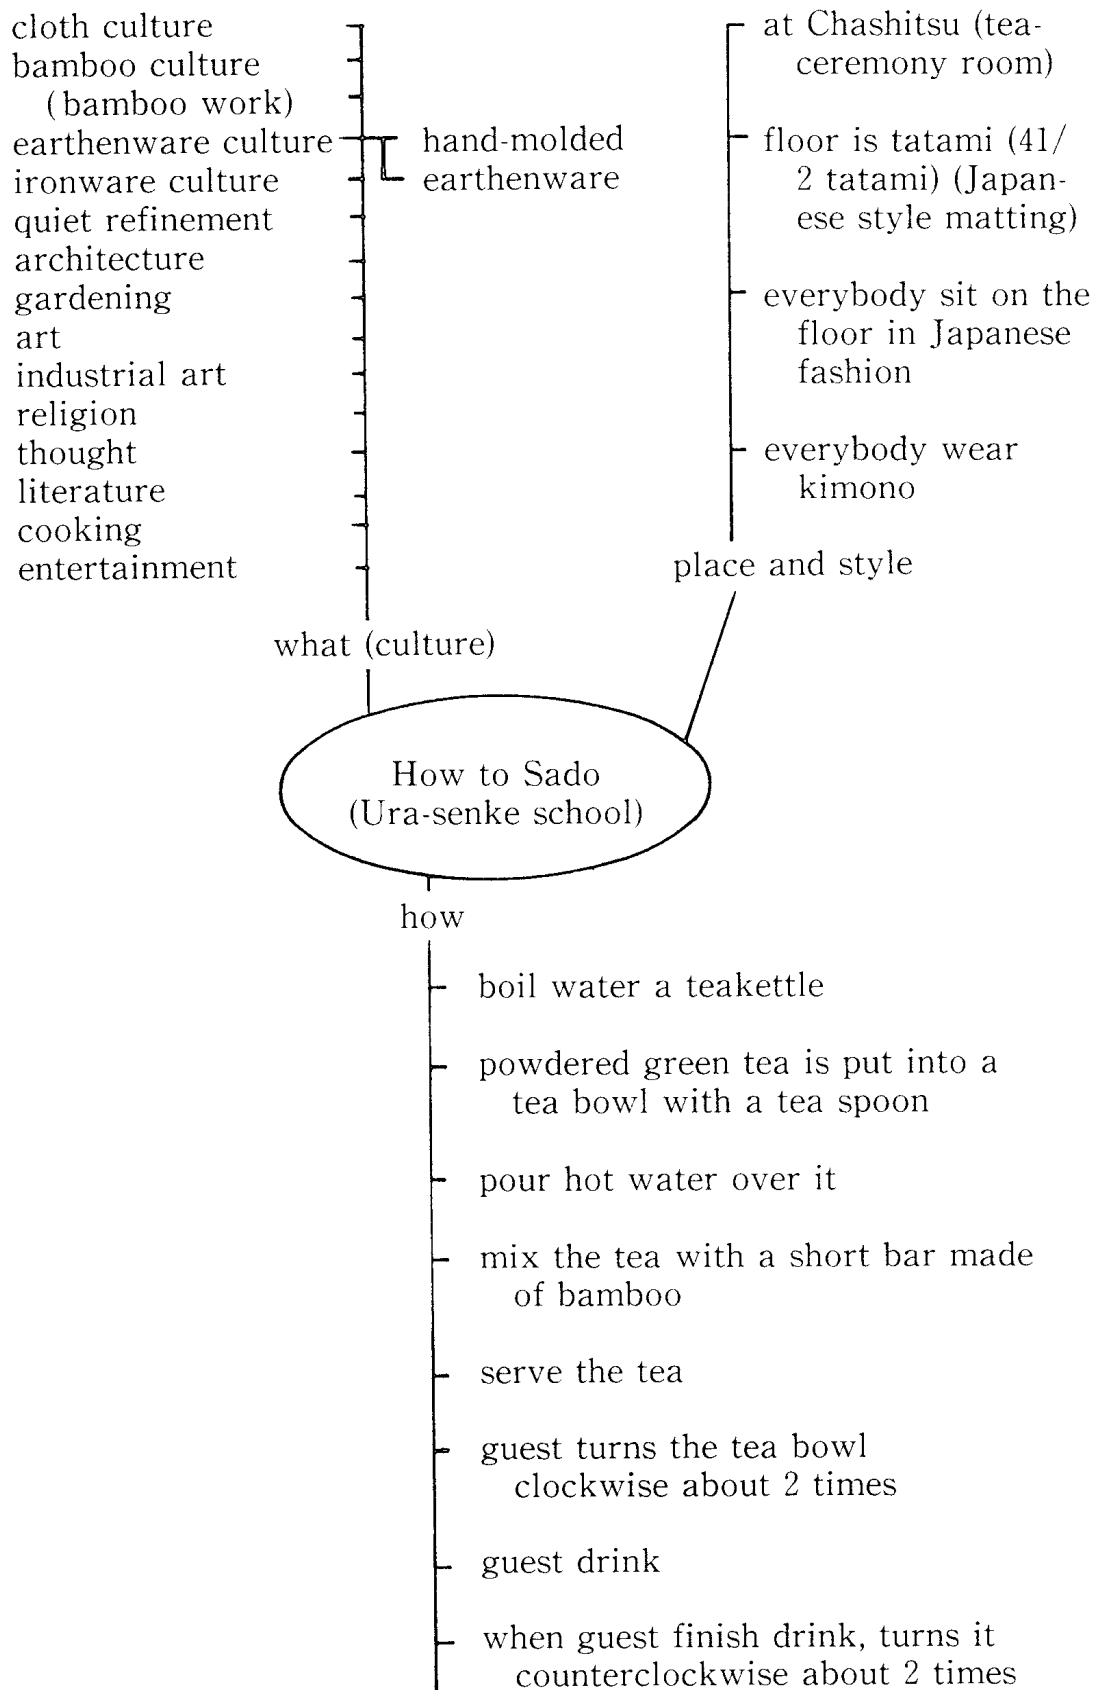 cloth culture
bamboo culture
(bamboo work)
earthenware culture
ironware culture
quiet refinement
architecture
gardening
art
industrial art
religion
thought
literature
cooking
entertainment
hand-molded
earthenware
what (culture)
at Chashitsu (tea-
ceremony room)
floor is tatami (41/
2 tatami) (Japan-
ese style matting)
everybody sit on the
floor in Japanese
fashion
everybody wear
kimono
place and style
How to Sado
(Ura-senke school)
how
boil water a teakettle
powdered green tea is put into a
tea bowl with a tea spoon
pour hot water over it
mix the tea with a short bar made
of bamboo
serve the tea
guest turns the tea bowl
clockwise about 2 times
guest drink
when guest finish drink, turns it
counterclockwise about 2 times